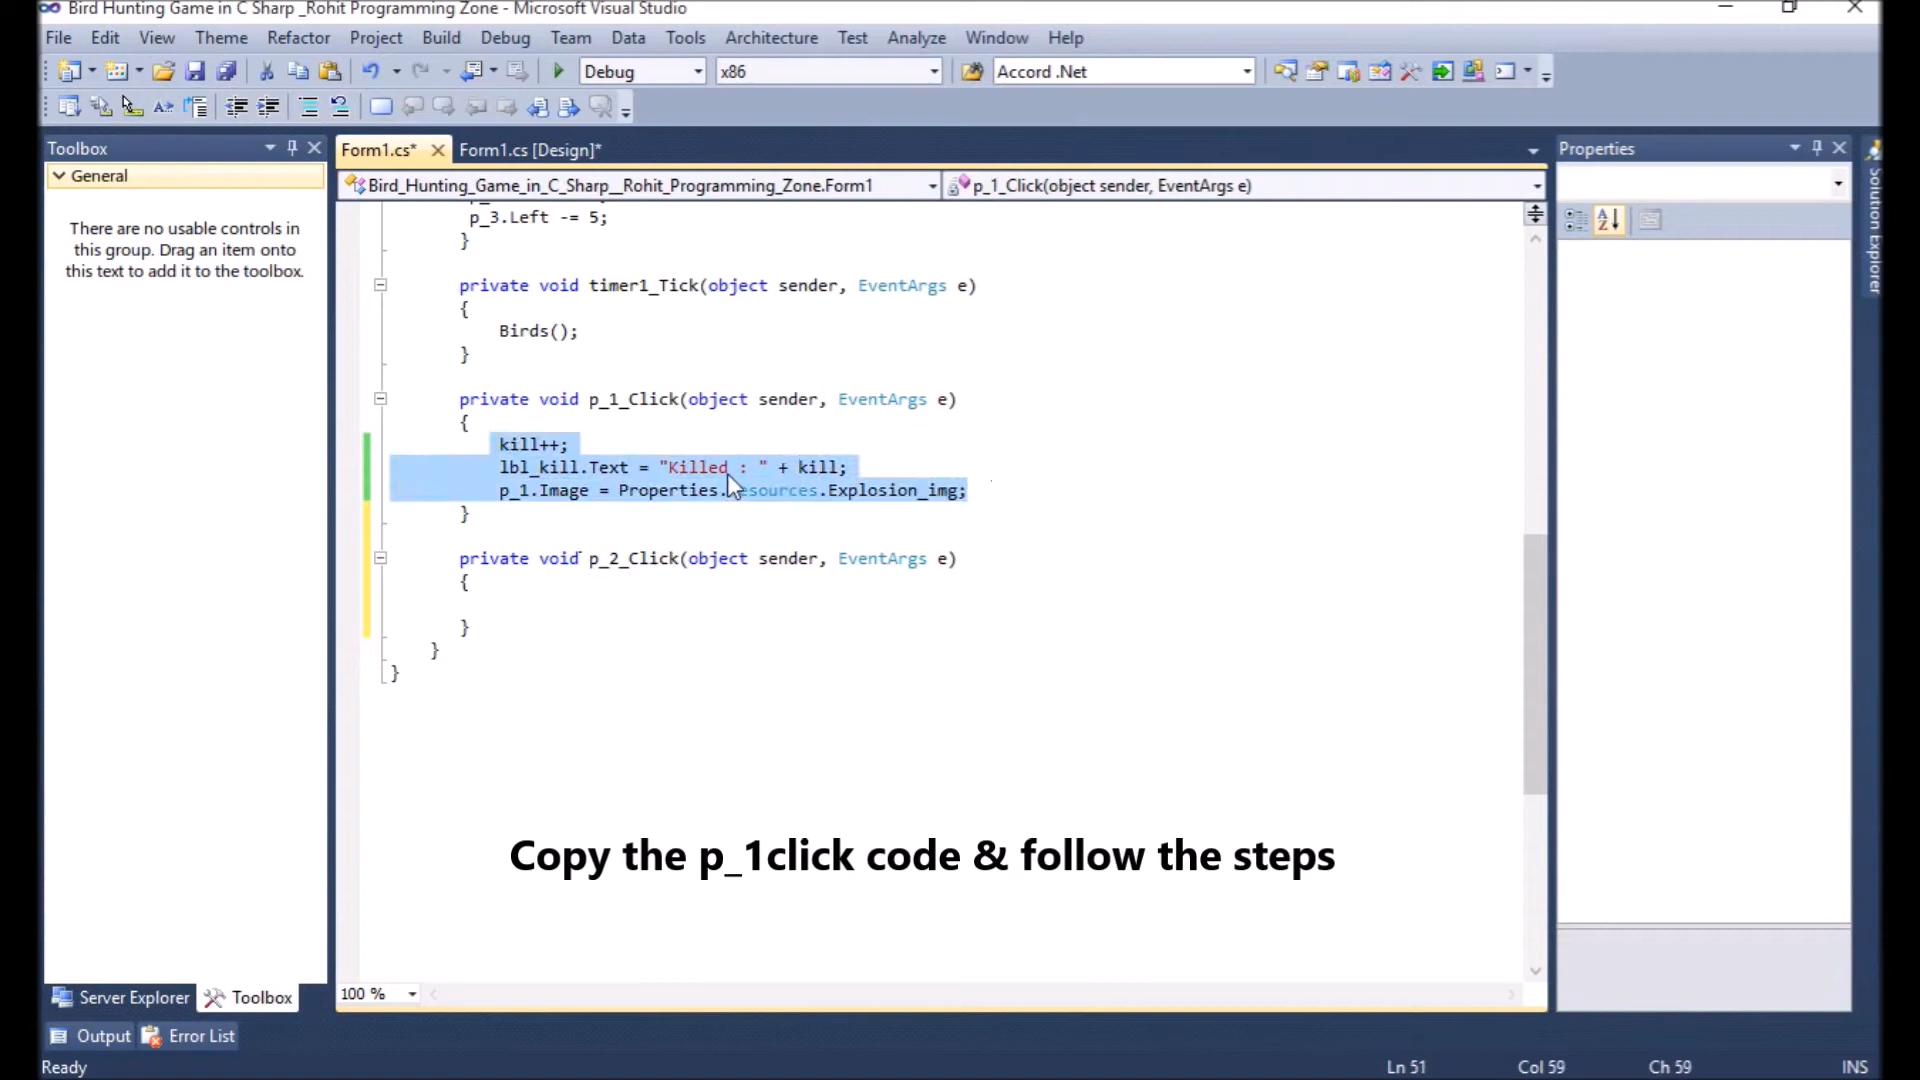 Bird Hunting Game in C Sharp _Rohit Programming Zone - Microsoft Visual Studio
File Edit View Theme Refactor Project Build Debug Team Data Tools Architecture Test Analyze Window Help
Debug x86 Accord .Net
Toolbox
General
There are no usable controls in
this group. Drag an item onto
this text to add it to the toolbox.
Form1.cs* Form1.cs [Design]*
Bird_Hunting_Game_in_C_Sharp__Rohit_Programming_Zone.Form1 p_1_Click(object sender, EventArgs e)
p_3.Left -= 5;
}
private void timer1_Tick(object sender, EventArgs e)
{
Birds();
}
private void p_1_Click(object sender, EventArgs e)
{
kill++;
lbl_kill.Text = "Killed : " + kill;
p_1.Image = Properties.Resources.Explosion_img;
}
private void p_2_Click(object sender, EventArgs e)
{
}
}
}
Copy the p_1click code & follow the steps
100 %
Properties
Solution Explorer
Server Explorer Toolbox
Output Error List
Ready Ln 51 Col 59 Ch 59 INS